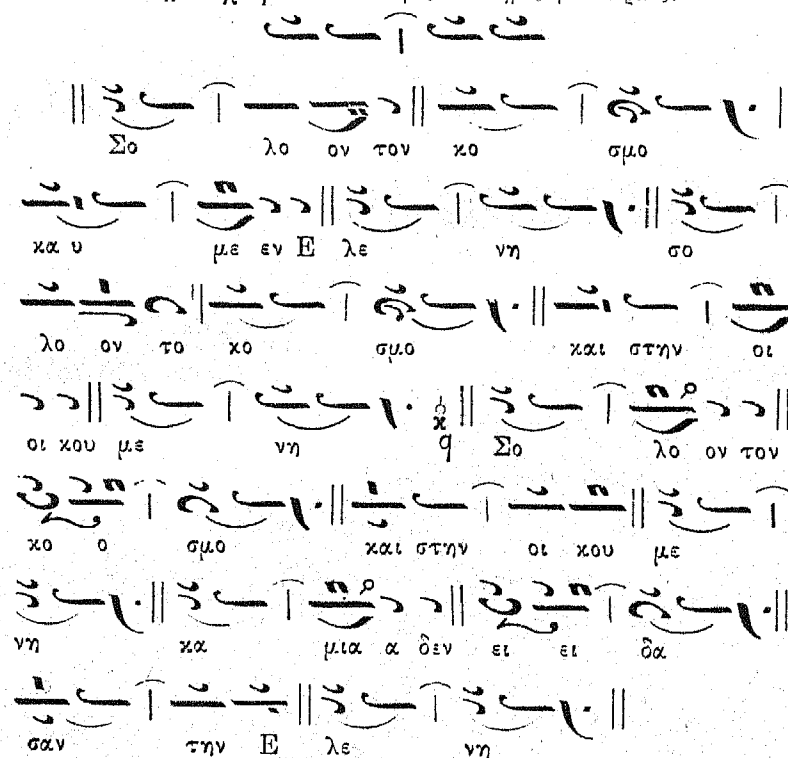 Σο λο ον τον κο σμο
κα υ με εν Ε λε νη σο
λο ον το κο σμο και στην οι
οι κου με νη q Σο λο ον τον
κο ο σμο και στην οι κου με
νη κα μια α δεν ει ει δα
σαν την Ε λε νη